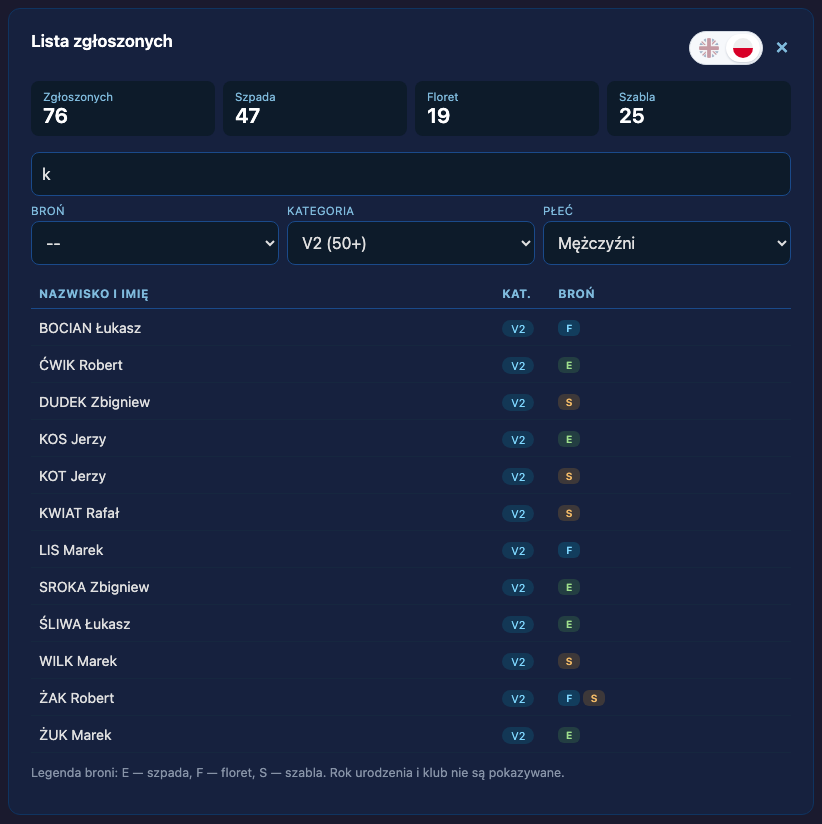 Lista zgłoszonych
Zgłoszonych Szpada Floret Szabla
76 47 19 25
k
BROŃ KATEGORIA PŁEĆ
-- V2 (50+) Mężczyźni
NAZWISKO I IMIĘ KAT. BROŃ
BOCIAN Łukasz V2 F
ĆWIK Robert V2 E
DUDEK Zbigniew V2 S
KOS Jerzy V2 E
KOT Jerzy V2 S
KWIAT Rafał V2 S
LIS Marek V2 F
SROKA Zbigniew V2 E
ŚLIWA Łukasz V2 E
WILK Marek V2 S
ŻAK Robert V2 F S
ŻUK Marek V2 E
Legenda broni: E — szpada, F — floret, S — szabla. Rok urodzenia i klub nie są pokazywane.